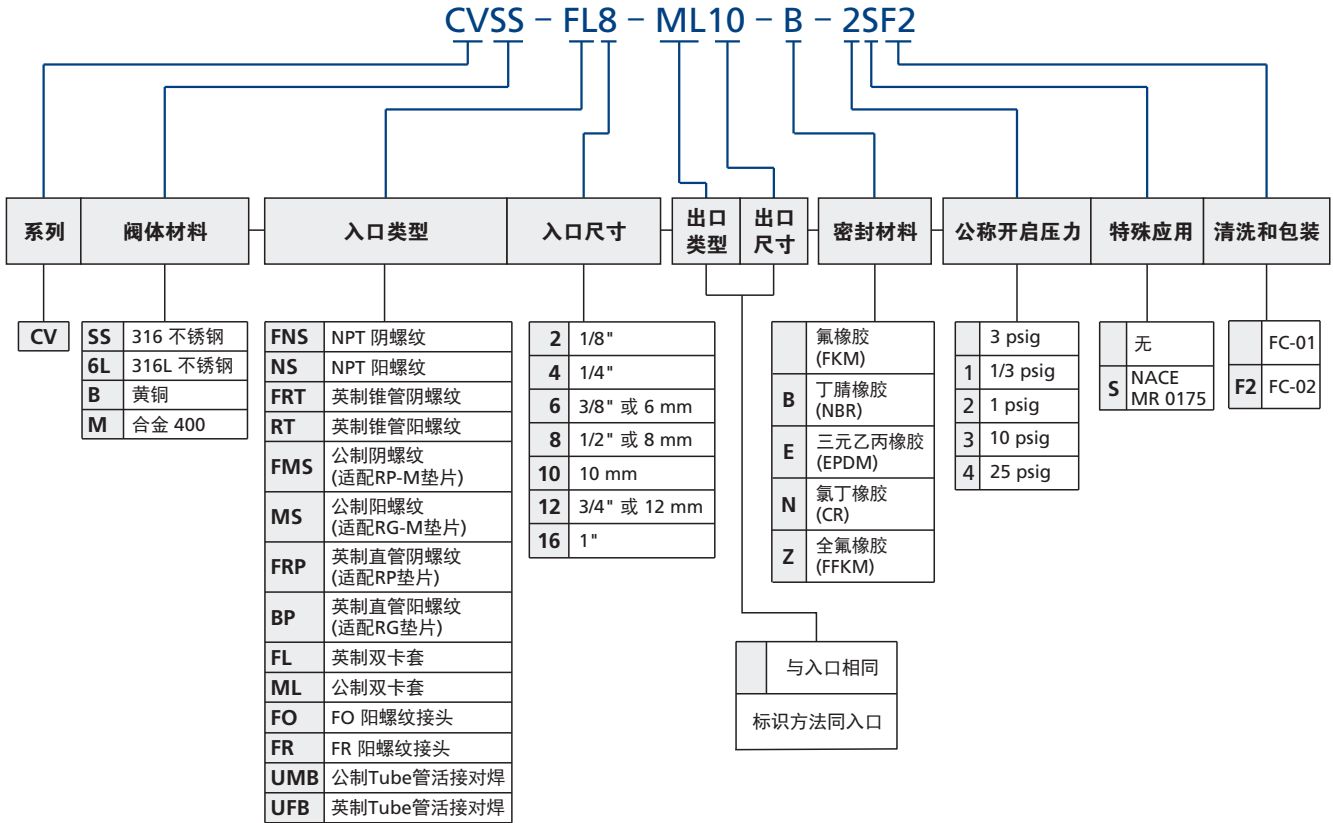 CVSS – FL8 – ML10 – B – 2SF2
系列
阀体材料
入口类型
入口尺寸
出口
类型
出口
尺寸
密封材料
公称开启压力
特殊应用
清洗和包装
CV
SS 316 不锈钢
6L 316L 不锈钢
B 黄铜
M 合金 400
FNS NPT 阴螺纹
NS NPT 阳螺纹
FRT 英制锥管阴螺纹
RT 英制锥管阳螺纹
FMS 公制阴螺纹
(适配RP-M垫片)
MS 公制阳螺纹
(适配RG-M垫片)
FRP 英制直管阴螺纹
(适配RP垫片)
BP 英制直管阳螺纹
(适配RG垫片)
FL 英制双卡套
ML 公制双卡套
FO FO 阳螺纹接头
FR FR 阳螺纹接头
UMB 公制Tube管活接对焊
UFB 英制Tube管活接对焊
2 1/8"
4 1/4"
6 3/8" 或 6 mm
8 1/2" 或 8 mm
10 10 mm
12 3/4" 或 12 mm
16 1"
与入口相同
标识方法同入口
氟橡胶
(FKM)
B 丁腈橡胶
(NBR)
E 三元乙丙橡胶
(EPDM)
N 氯丁橡胶
(CR)
Z 全氟橡胶
(FFKM)
3 psig
1 1/3 psig
2 1 psig
3 10 psig
4 25 psig
无
S NACE
MR 0175
FC-01
F2 FC-02